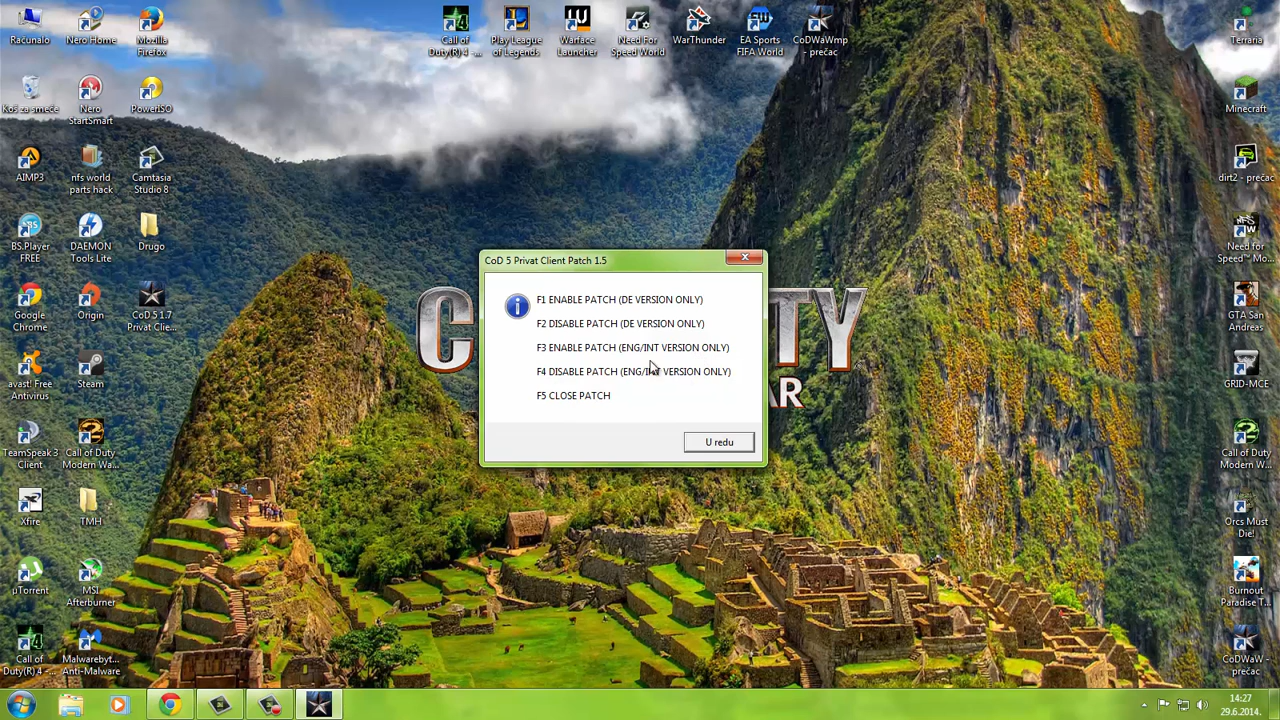 Računalo
Nero Home
Mozilla
Firefox
Call of
Duty(R) 4 -...
Play League
of Legends
Warface
Launcher
Need For
Speed World
WarThunder
EA Sports
FIFA World
CoDWaWmp
- prečac
Terraria
Koš za smeće
Nero
StartSmart
PowerISO
Minecraft
AIMP3
nfs world
parts hack
Camtasia
Studio 8
dirt2 - prečac
BS.Player
FREE
DAEMON
Tools Lite
Drugo
Need for
Speed™ Mo...
Google
Chrome
Origin
CoD 5 1.7
Privat Clie...
GTA San
Andreas
avast! Free
Antivirus
Steam
GRID-MCE
TeamSpeak 3
Client
Call of Duty
Modern Wa...
Call of Duty
Modern W...
Xfire
TMH
Orcs Must
Die!
µTorrent
MSI
Afterburner
Burnout
Paradise T...
Call of
Duty(R) 4 -...
Malwarebyt...
Anti-Malware
CoDWaW -
prečac
CoD 5 Privat Client Patch 1.5
F1 ENABLE PATCH (DE VERSION ONLY)
F2 DISABLE PATCH (DE VERSION ONLY)
F3 ENABLE PATCH (ENG/INT VERSION ONLY)
F4 DISABLE PATCH (ENG/INT VERSION ONLY)
F5 CLOSE PATCH
U redu
14:27
29.6.2014.